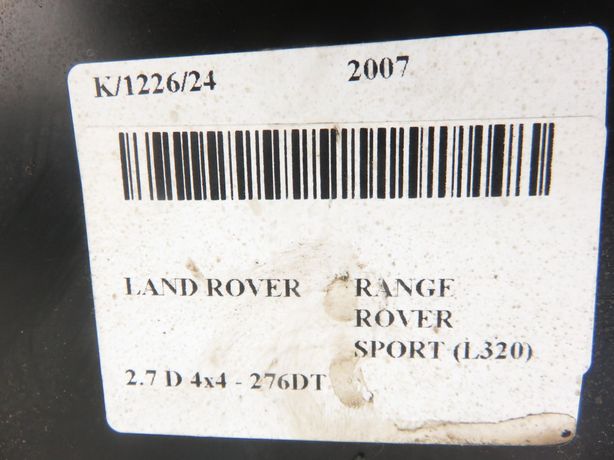 K/1226/24 2007
LAND ROVER RANGE
ROVER
SPORT (L320)
2.7 D 4x4 - 276DT